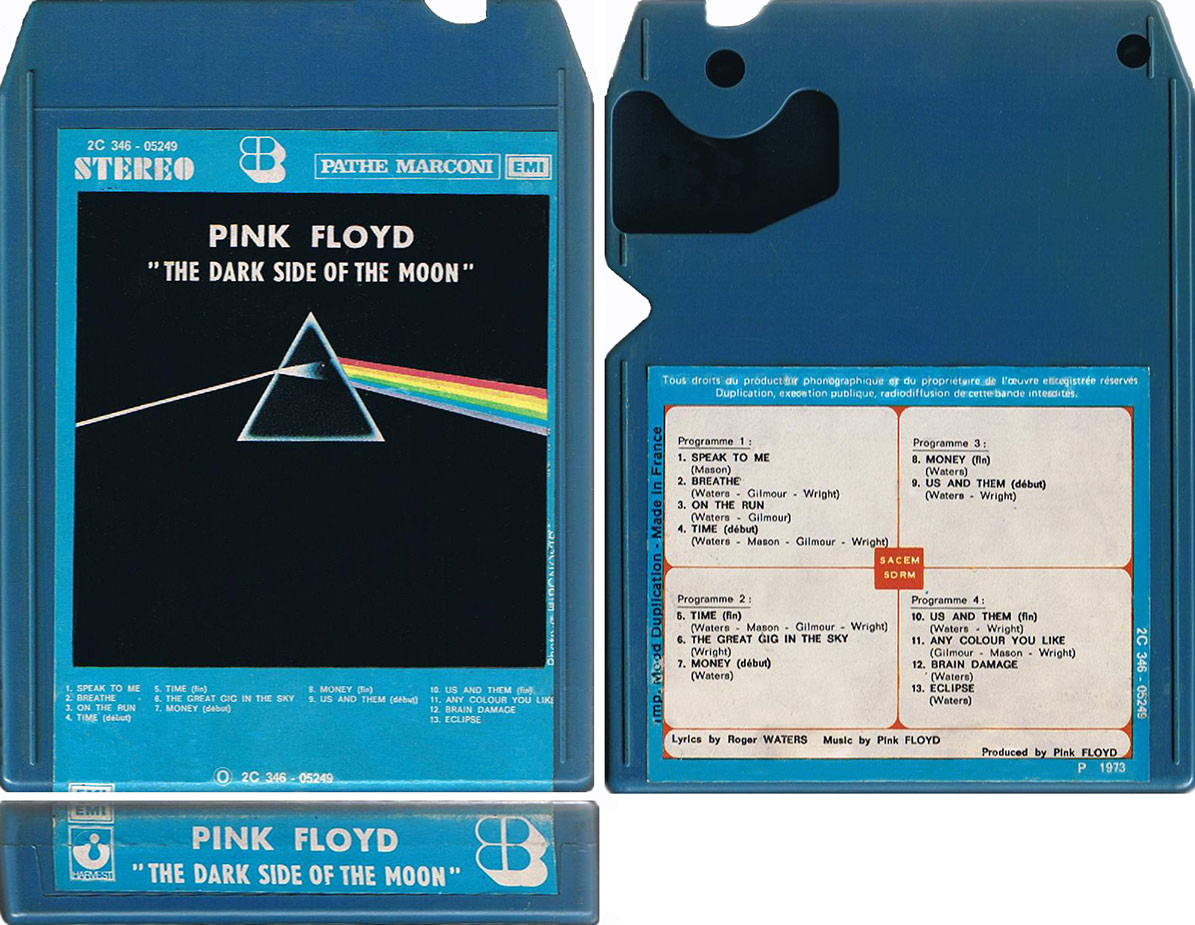 2C 346 - 05249
STEREO
PATHE MARCONI
EMI
PINK FLOYD
"THE DARK SIDE OF THE MOON"
1. SPEAK TO ME
2. BREATHE
3. ON THE RUN
4. TIME (début)
5. TIME (fin)
6. THE GREAT GIG IN THE SKY
7. MONEY (début)
8. MONEY (fin)
9. US AND THEM (début)
10. US AND THEM (fin)
11. ANY COLOUR YOU LIKE
12. BRAIN DAMAGE
13. ECLIPSE
2C 346 - 05249
EMI
HARVEST
PINK FLOYD
"THE DARK SIDE OF THE MOON"
Tous droits du producteur phonographique et du propriétaire de l'œuvre enregistrée réservés
Duplication, execution publique, radiodiffusion de cette bande interdites.
Imp. Mood Duplication - Made in France
Programme 1 :
1. SPEAK TO ME
(Mason)
2. BREATHE
(Waters - Gilmour - Wright)
3. ON THE RUN
(Waters - Gilmour)
4. TIME (début)
(Waters - Mason - Gilmour - Wright)
Programme 2 :
5. TIME (fin)
(Waters - Mason - Gilmour - Wright)
6. THE GREAT GIG IN THE SKY
(Wright)
7. MONEY (début)
(Waters)
Programme 3 :
8. MONEY (fin)
(Waters)
9. US AND THEM (début)
(Waters - Wright)
SACEM
SDRM
Programme 4 :
10. US AND THEM (fin)
(Waters - Wright)
11. ANY COLOUR YOU LIKE
(Gilmour - Mason - Wright)
12. BRAIN DAMAGE
(Waters)
13. ECLIPSE
(Waters)
2C 346 - 05249
Lyrics by Roger WATERS Music by Pink FLOYD
Produced by Pink FLOYD
P 1973